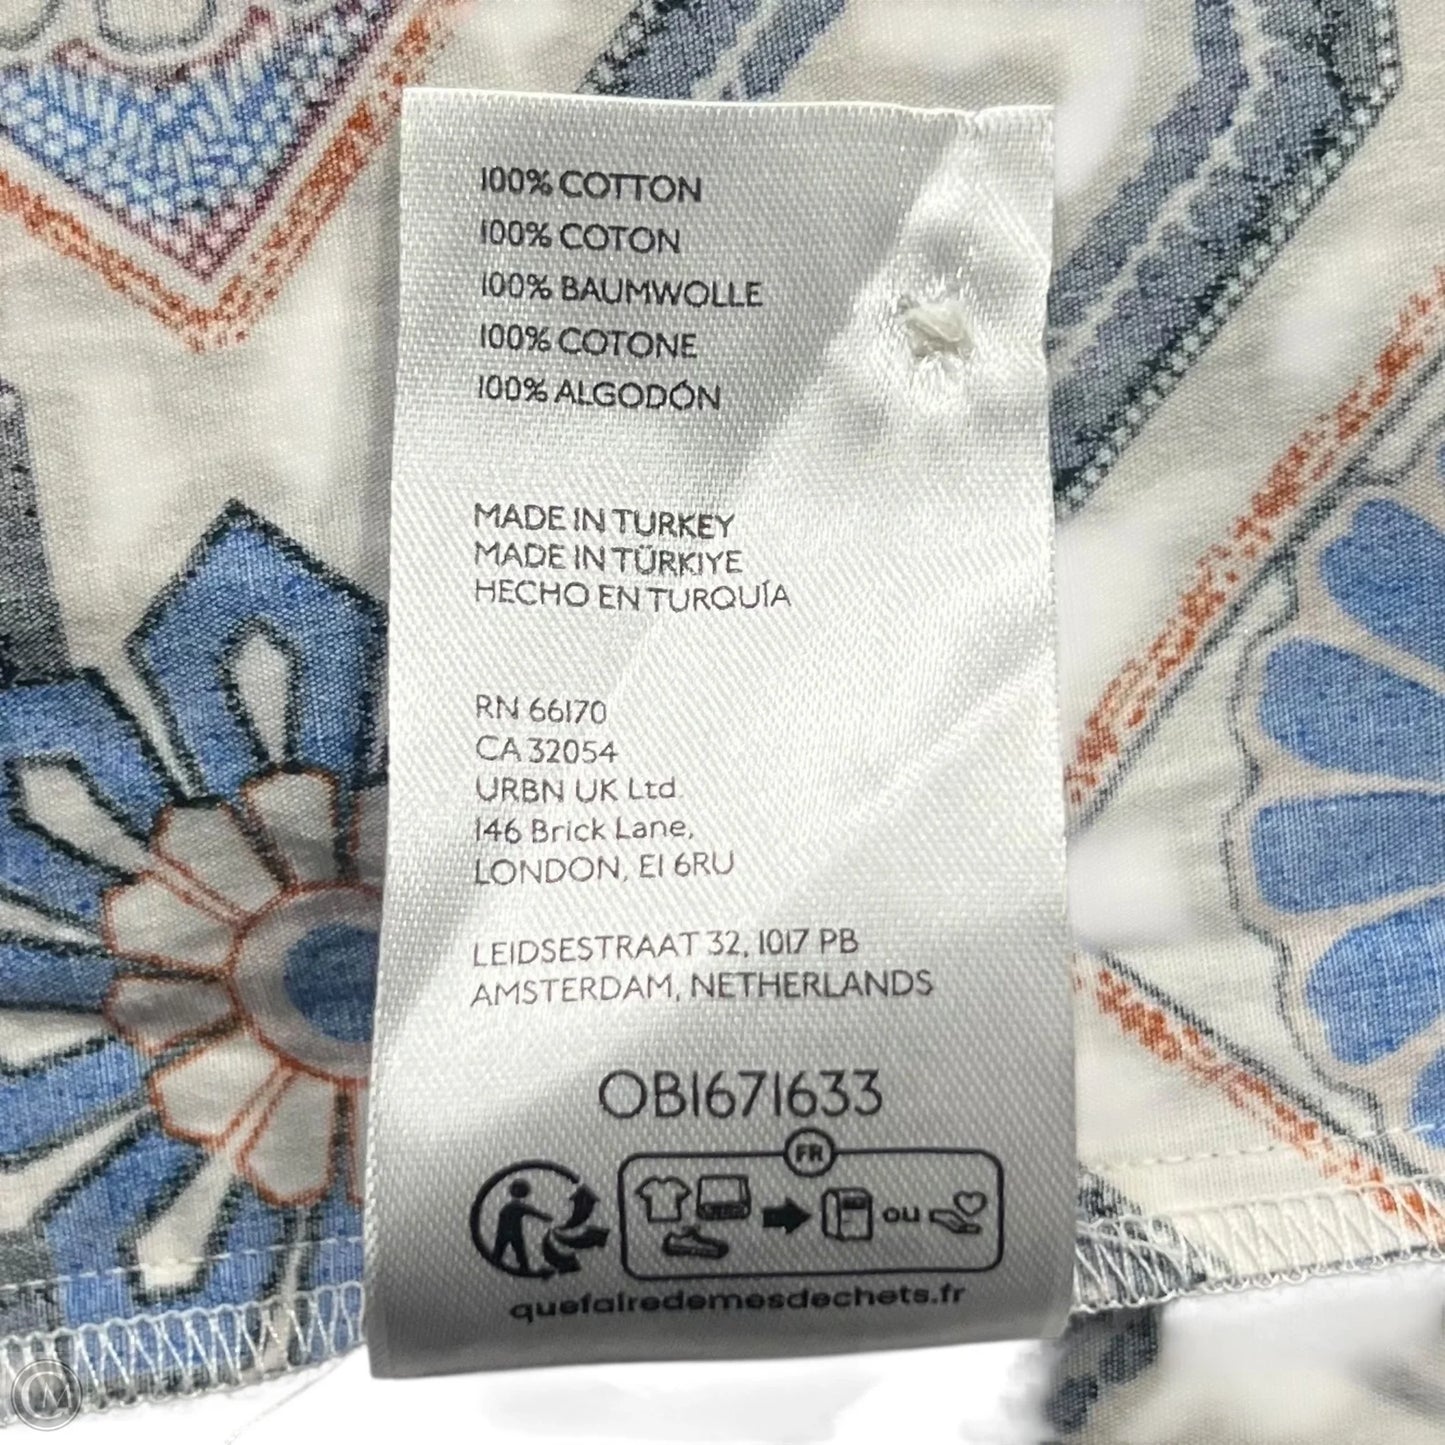 100% COTTON
100% COTON
100% BAUMWOLLE
100% COTONE
100% ALGODÓN
MADE IN TURKEY
MADE IN TÜRKIYE
HECHO EN TURQUÍA
RN 66170
CA 32054
URBN UK Ltd.
146 Brick Lane,
LONDON, E1 6RU
LEIDSESTRAAT 32, 1017 PB
AMSTERDAM, NETHERLANDS
OB1671633
FR
ou
quefairedemesdechets.fr
CM